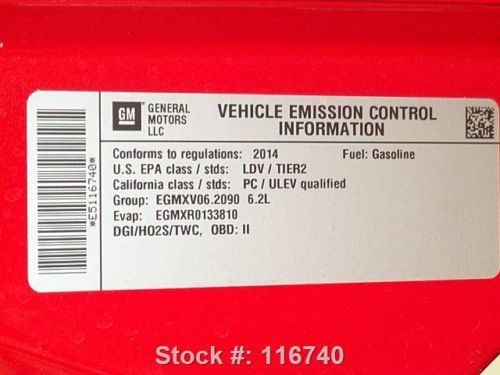 GM
GENERAL
MOTORS
LLC
VEHICLE EMISSION CONTROL
INFORMATION
Conforms to regulations: 2014 Fuel: Gasoline
U.S. EPA class / stds: LDV / TIER2
California class / stds: PC / ULEV qualified
Group: EGMXV06.2090 6.2L
Evap: EGMXR0133810
DGI/HO2S/TWC, OBD: II
*E5116740*
Stock #: 116740